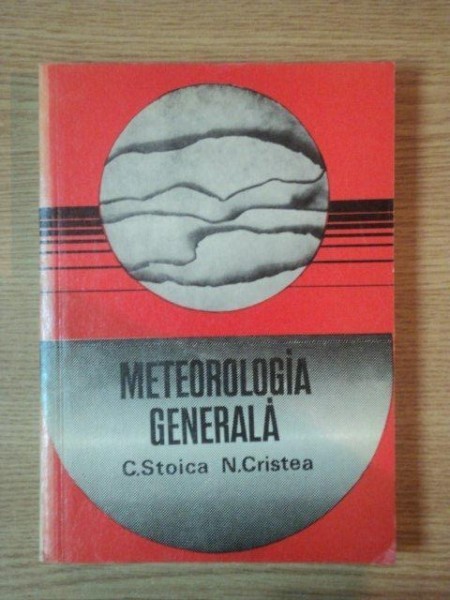 METEOROLOGIA
GENERALĂ
C.Stoica N.Cristea